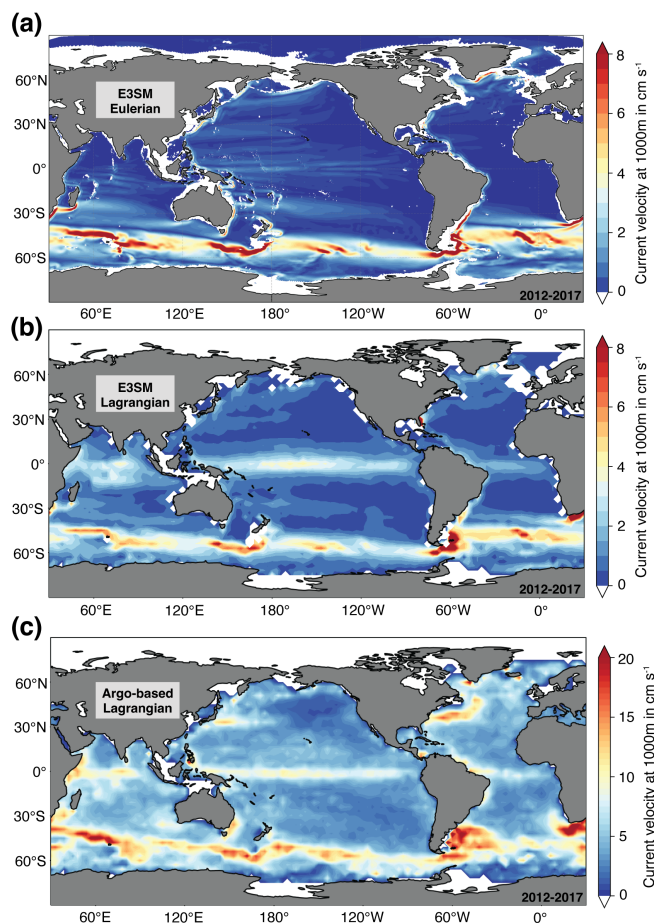 (a)
E3SM
Eulerian
60°N
30°N
0°
30°S
60°S
60°E
120°E
180°
120°W
60°W
0°
2012-2017
8
6
4
2
0
Current velocity at 1000m in cm s⁻¹
(b)
E3SM
Lagrangian
60°N
30°N
0°
30°S
60°S
60°E
120°E
180°
120°W
60°W
0°
2012-2017
8
6
4
2
0
Current velocity at 1000m in cm s⁻¹
(c)
Argo-based
Lagrangian
60°N
30°N
0°
30°S
60°S
60°E
120°E
180°
120°W
60°W
0°
2012-2017
20
15
10
5
0
Current velocity at 1000m in cm s⁻¹